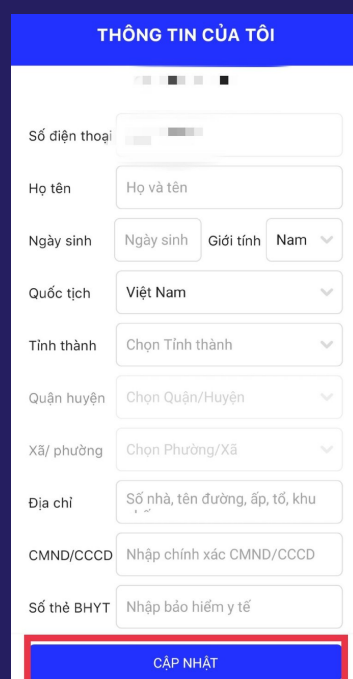 THÔNG TIN CỦA TÔI
Số điện thoại
Họ tên Họ và tên
Ngày sinh Ngày sinh Giới tính Nam
Quốc tịch Việt Nam
Tỉnh thành Chọn Tỉnh thành
Quận huyện Chọn Quận/Huyện
Xã/ phường Chọn Phường/Xã
Địa chỉ Số nhà, tên đường, ấp, tổ, khu
CMND/CCCD Nhập chính xác CMND/CCCD
Số thẻ BHYT Nhập bảo hiểm y tế
CẬP NHẬT